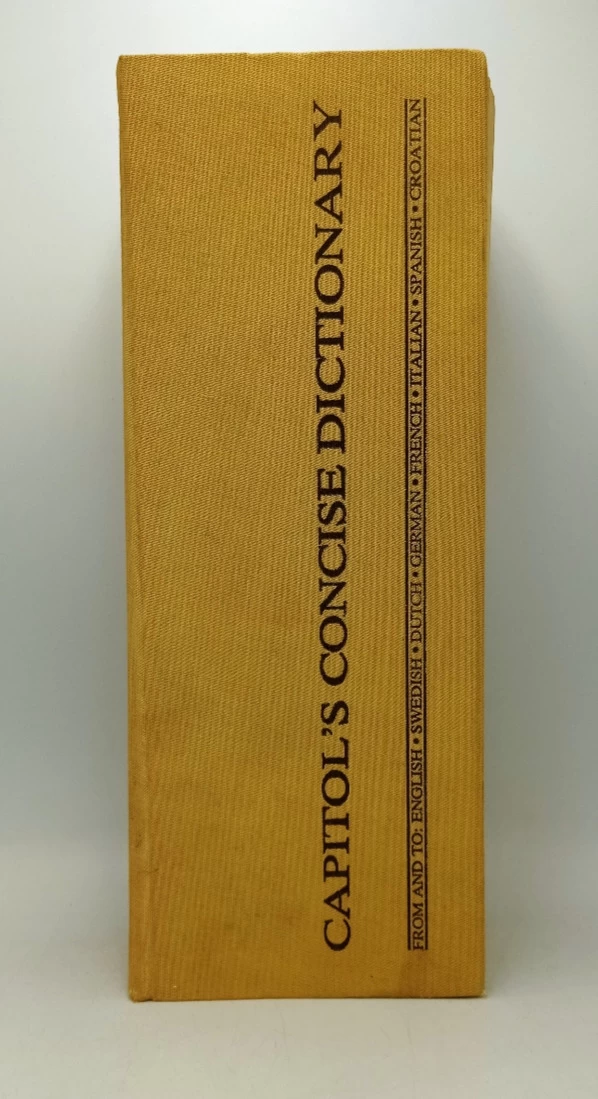 CAPITOL'S CONCISE DICTIONARY
FROM AND TO: ENGLISH • SWEDISH • DUTCH • GERMAN • FRENCH • ITALIAN • SPANISH • CROATIAN